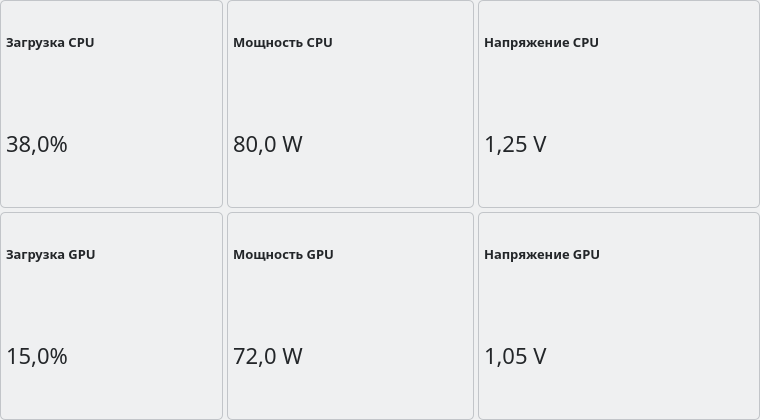 Загрузка CPU
38,0%
Мощность CPU
80,0 W
Напряжение CPU
1,25 V
Загрузка GPU
15,0%
Мощность GPU
72,0 W
Напряжение GPU
1,05 V